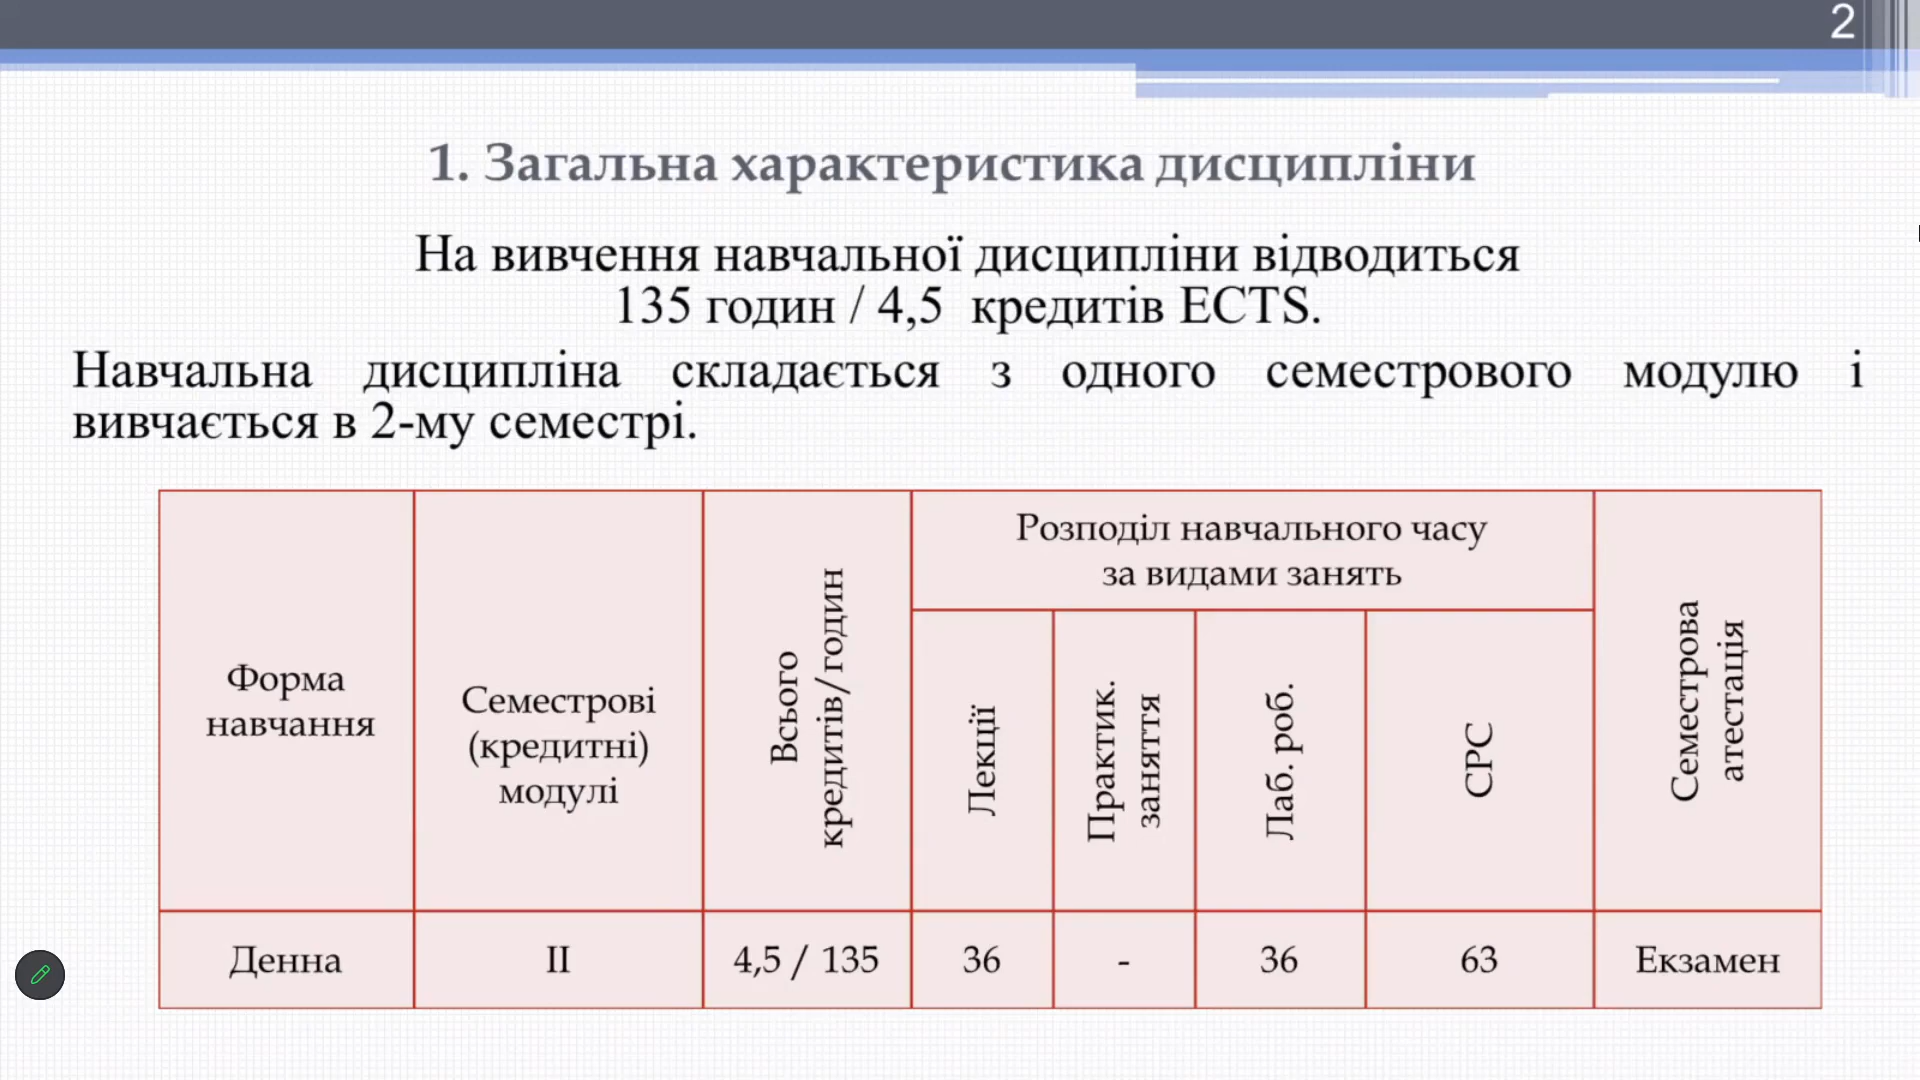 2
1. Загальна характеристика дисципліни
На вивчення навчальної дисципліни відводиться
135 годин / 4,5 кредитів ECTS.
Навчальна дисципліна складається з одного семестрового модулю і
вивчається в 2-му семестрі.
Форма
навчання
Семестрові
(кредитні)
модулі
Всього
кредитів/годин
Розподіл навчального часу
за видами занять
Лекції
Практик.
заняття
Лаб. роб.
СРС
Семестрова
атестація
Денна
II
4,5 / 135
36
-
36
63
Екзамен